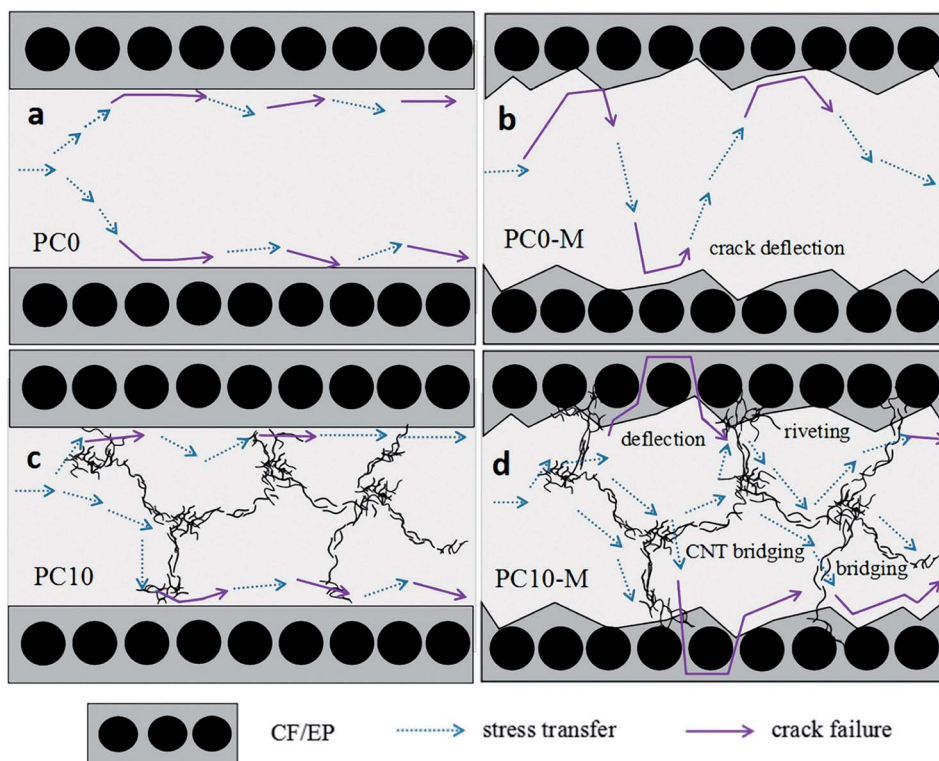 a
PC0
b
PC0-M
crack deflection
c
PC10
d
deflection
riveting
CNT bridging
bridging
PC10-M
CF/EP
stress transfer
crack failure